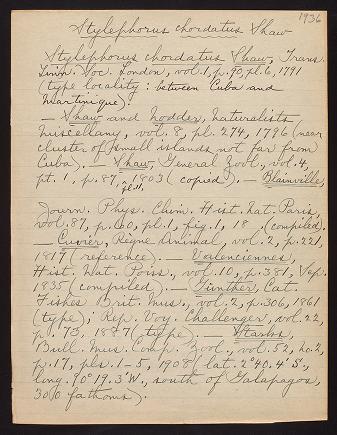 1936
Stylephorus chordatus Shaw
Stylephorus chordatus Shaw, Trans.
Linn. Soc. London, vol. 1, p. 90, pl. 6, 1791
(type locality: between Cuba and
Martinique).
— Shaw and Nodder, Naturalists
Miscellany, vol. 8, pl. 274, 1796 (near
cluster of small islands not far from
Cuba). — Shaw, General Zool., vol. 4,
pt. 1, p. 87, pl. 11, 1803 (copied). — Blainville,
Journ. Phys. Chim. Hist. Nat. Paris,
vol. 87, p. 60, pl. 1, fig. 1, 18 . (compiled).
— Cuvier, Règne Animal, vol. 2, p. 221,
1817 (reference). — Valenciennes,
Hist. Nat. Poiss., vol. 10, p. 381, Sep.
1835 (compiled). — Günther, Cat.
Fishes Brit. Mus., vol. 2, p. 306, 1861
(type); Rep. Voy. Challenger, vol. 22,
p. 73, 1887 (type). — Starks,
Bull. Mus. Comp. Zool., vol. 52, no. 2,
p. 17, pls. 1-5, 1908 (lat. 2° 40.4' S.,
long. 90° 19.3' W., south of Galapagos,
300 fathoms).